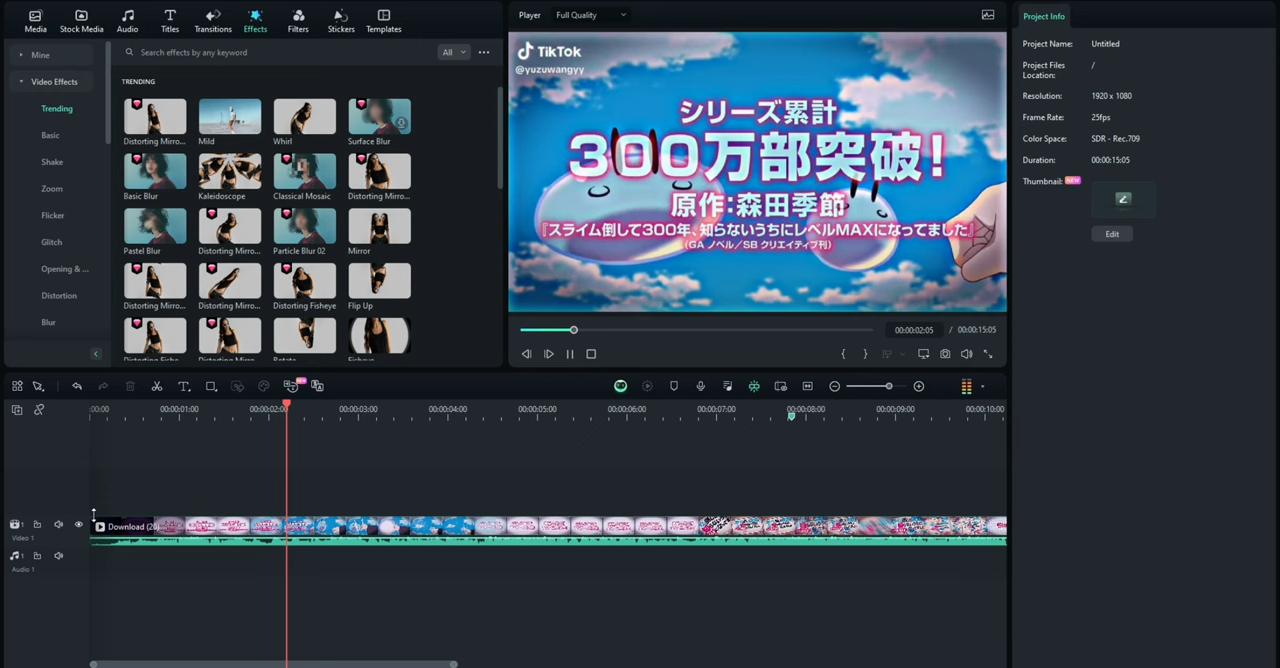 Media
Stock Media
Audio
Titles
Transitions
Effects
Filters
Stickers
Templates
Mine
Video Effects
Trending
Basic
Shake
Zoom
Flicker
Glitch
Opening & ...
Distortion
Blur
Search effects by any keyword
All
TRENDING
Distorting Mirro...
Mild
Whirl
Surface Blur
Basic Blur
Kaleidoscope
Classical Mosaic
Distorting Mirro...
Pastel Blur
Distorting Mirro...
Particle Blur 02
Mirror
Distorting Mirro...
Distorting Mirro...
Distorting Fisheye
Flip Up
Player
Full Quality
TikTok
@yuzuwangyy
シリーズ累計
300万部突破!
原作:森田季節
『スライム倒して300年、知らないうちにレベルMAXになってました』
(GA ノベル/SB クリエイティブ刊)
00:00:02:05 / 00:00:15:05
Project Info
Project Name: Untitled
Project Files Location: /
Resolution: 1920 x 1080
Frame Rate: 25fps
Color Space: SDR - Rec.709
Duration: 00:00:15:05
Thumbnail: NEW
Edit
:00:00
00:00:01:00
00:00:02:00
00:00:03:00
00:00:04:00
00:00:05:00
00:00:06:00
00:00:07:00
00:00:08:00
00:00:09:00
00:00:10:00
Download (20)
Video 1
Audio 1